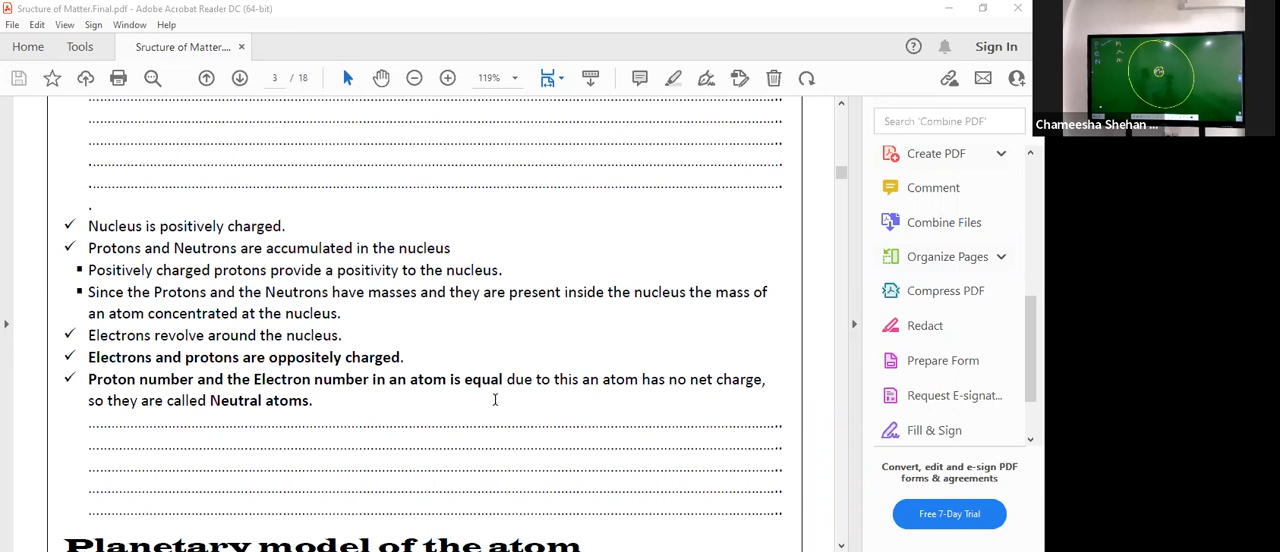 Sructure of Matter.Final.pdf - Adobe Acrobat Reader DC (64-bit)
File Edit View Sign Window Help
Home Tools Sructure of Matter.... Sign In
3 / 18 119%
.
Nucleus is positively charged.
Protons and Neutrons are accumulated in the nucleus
Positively charged protons provide a positivity to the nucleus.
Since the Protons and the Neutrons have masses and they are present inside the nucleus the mass of
an atom concentrated at the nucleus.
Electrons revolve around the nucleus.
Electrons and protons are oppositely charged.
Proton number and the Electron number in an atom is equal due to this an atom has no net charge,
so they are called Neutral atoms.
Planetary model of the atom
Search 'Combine PDF'
Create PDF
Comment
Combine Files
Organize Pages
Compress PDF
Redact
Prepare Form
Request E-signat...
Fill & Sign
Convert, edit and e-sign PDF
forms & agreements
Free 7-Day Trial
Chameesha Shehan ...